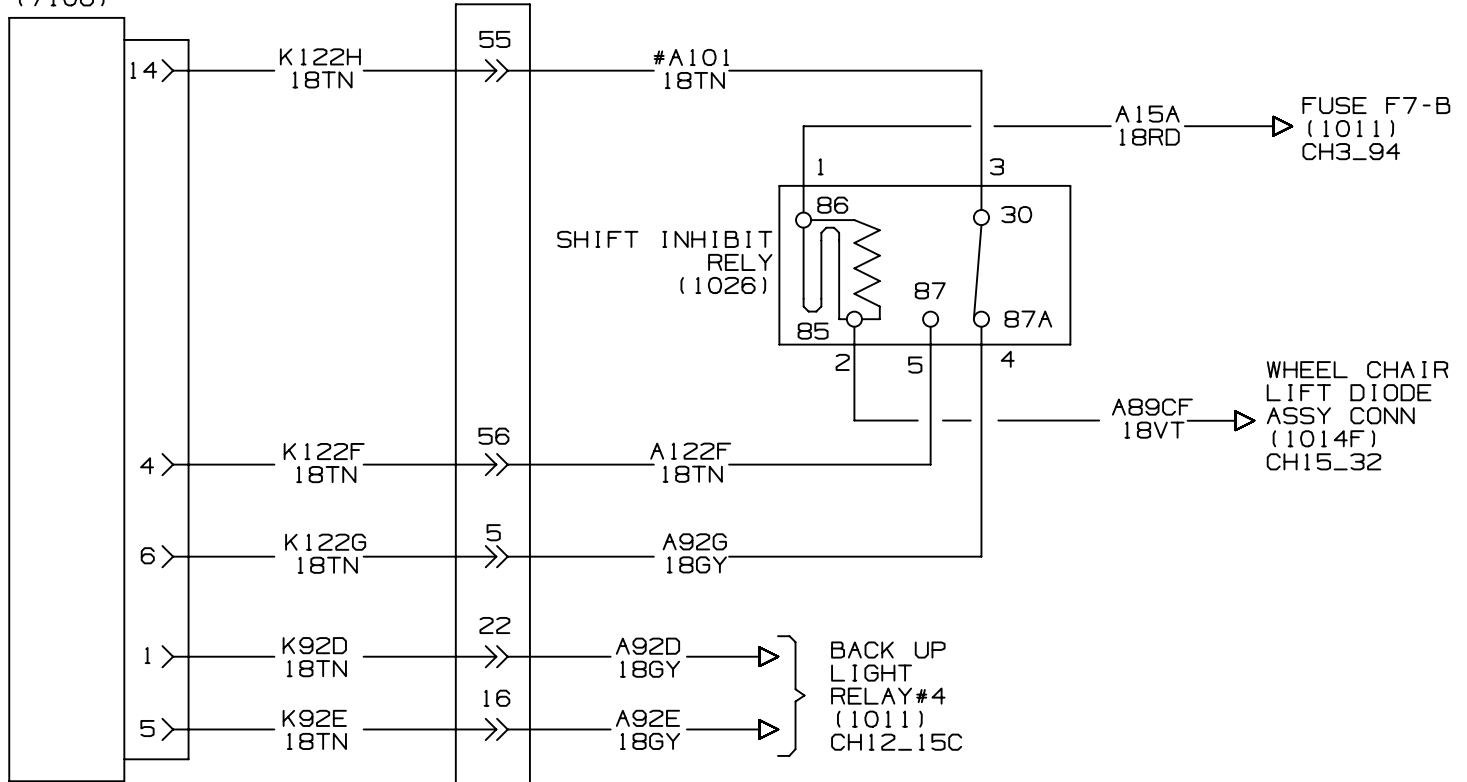 55
14
K122H
18TN
#A101
18TN
A15A
18RD
FUSE F7-B
(1011)
CH3_94
1
3
86
30
SHIFT INHIBIT
RELY
(1026)
87
85
87A
2
5
4
WHEEL CHAIR
LIFT DIODE
ASSY CONN
(1014F)
CH15_32
A89CF
18VT
4
K122F
18TN
56
A122F
18TN
6
K122G
18TN
5
A92G
18GY
1
K92D
18TN
22
A92D
18GY
5
K92E
18TN
16
A92E
18GY
BACK UP
LIGHT
RELAY#4
(1011)
CH12_15C